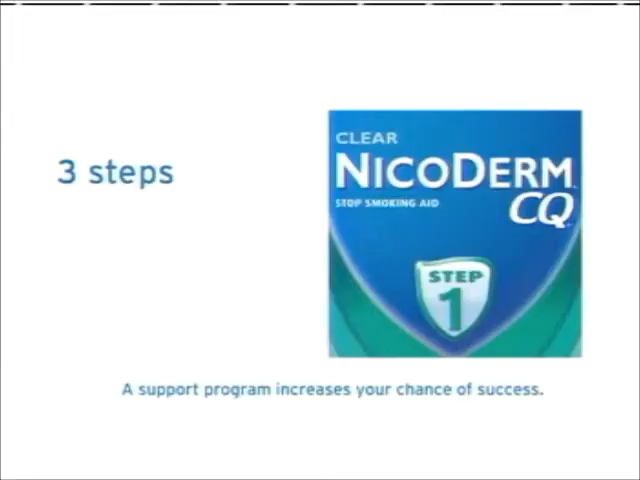 3 steps
CLEAR
NICODERM
CQ
STOP SMOKING AID
STEP
1
A support program increases your chance of success.